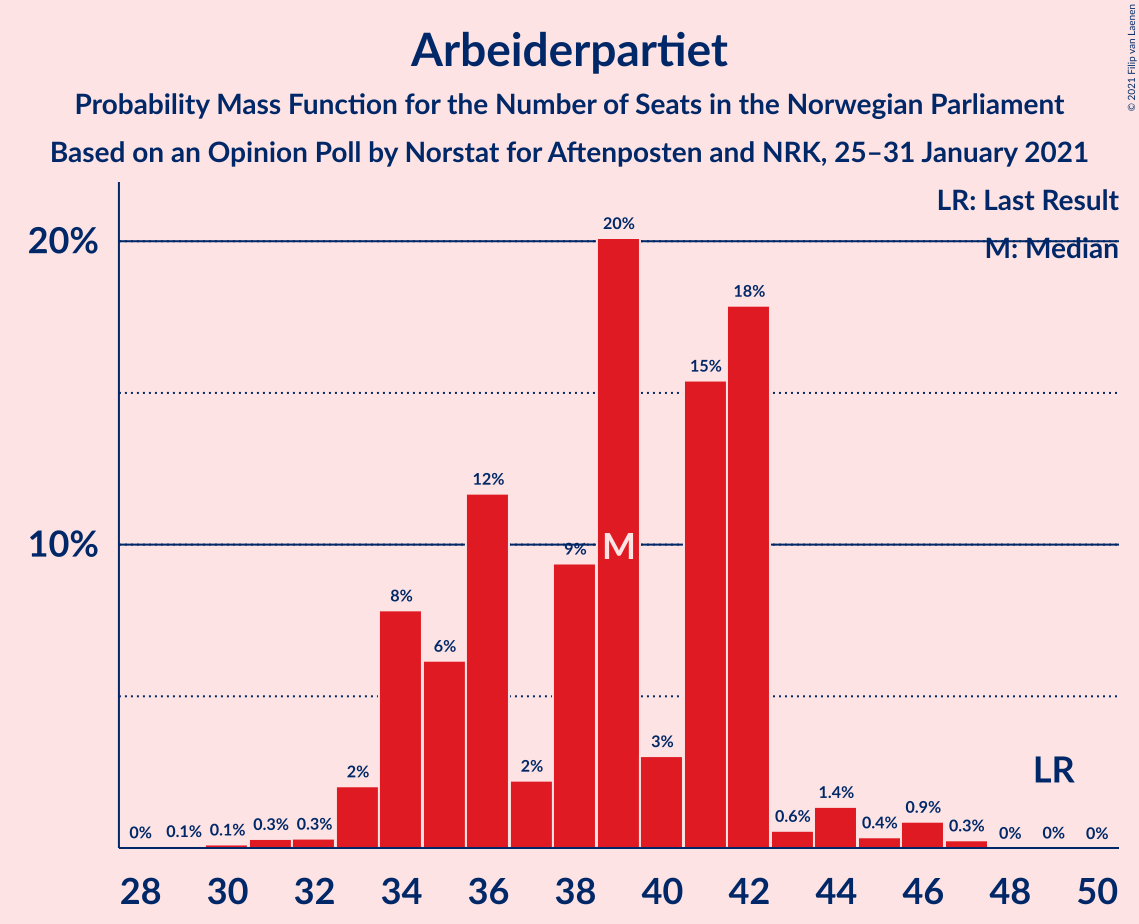 Arbeiderpartiet
Probability Mass Function for the Number of Seats in the Norwegian Parliament
Based on an Opinion Poll by Norstat for Aftenposten and NRK, 25–31 January 2021
© 2021 Filip van Laenen
LR: Last Result
M: Median
20%
10%
0%
0.1%
0.1%
0.3%
0.3%
2%
8%
6%
12%
2%
9%
20%
M
3%
15%
18%
0.6%
1.4%
0.4%
0.9%
0.3%
0%
0%
0%
LR
28 30 32 34 36 38 40 42 44 46 48 50